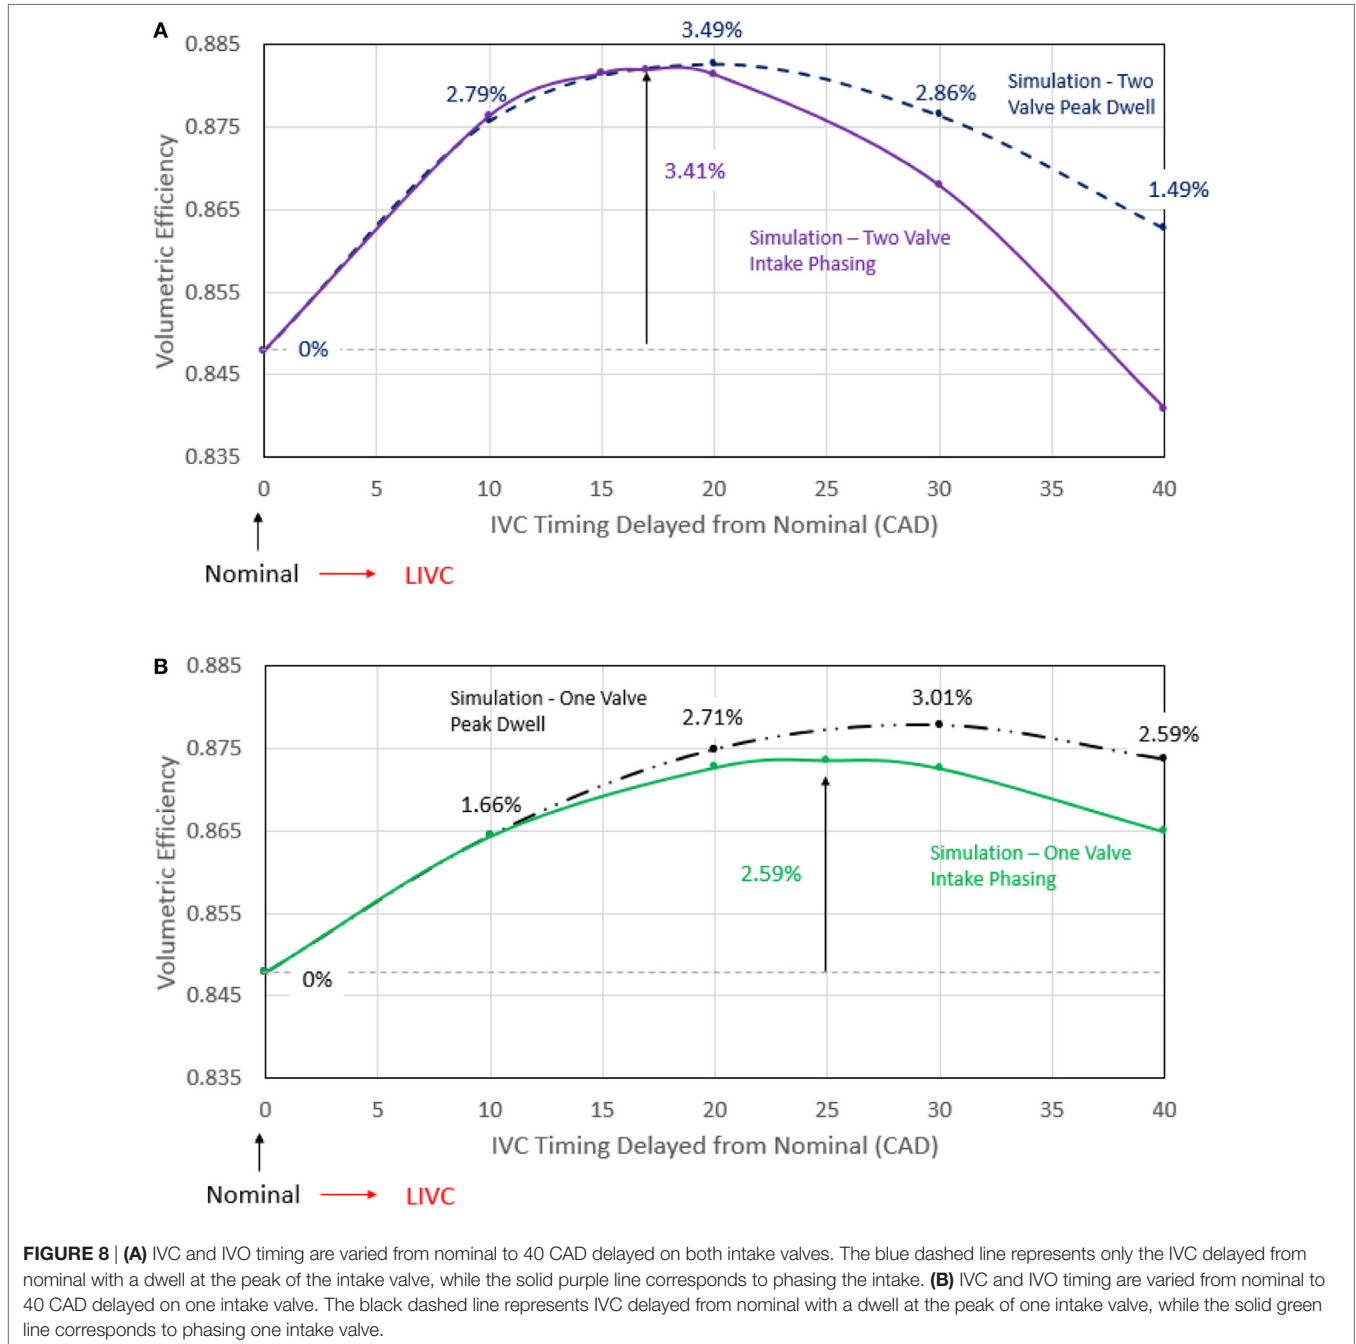 A
0.885
0.875
0.865
0.855
0.845
0.835
Volumetric Efficiency
3.49%
2.79%
2.86%
Simulation - Two
Valve Peak Dwell
3.41%
1.49%
Simulation – Two Valve
Intake Phasing
0%
0 5 10 15 20 25 30 35 40
IVC Timing Delayed from Nominal (CAD)
Nominal LIVC
B
0.885
0.875
0.865
0.855
0.845
0.835
Volumetric Efficiency
Simulation - One Valve
Peak Dwell
2.71%
3.01%
2.59%
1.66%
2.59%
Simulation – One Valve
Intake Phasing
0%
0 5 10 15 20 25 30 35 40
IVC Timing Delayed from Nominal (CAD)
Nominal LIVC
FIGURE 8 | (A) IVC and IVO timing are varied from nominal to 40 CAD delayed on both intake valves. The blue dashed line represents only the IVC delayed from
nominal with a dwell at the peak of the intake valve, while the solid purple line corresponds to phasing the intake. (B) IVC and IVO timing are varied from nominal to
40 CAD delayed on one intake valve. The black dashed line represents IVC delayed from nominal with a dwell at the peak of one intake valve, while the solid green
line corresponds to phasing one intake valve.